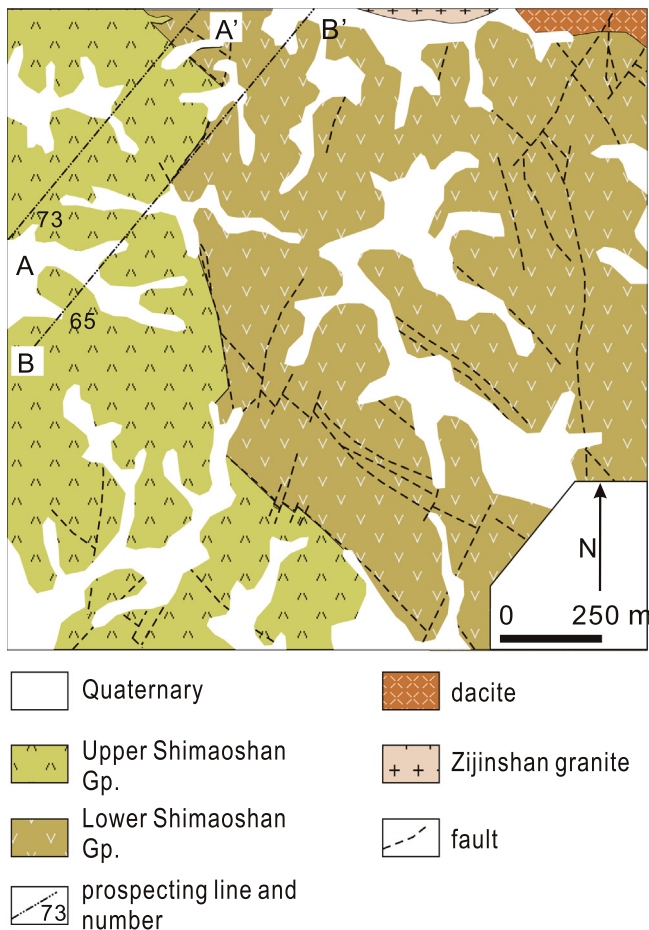 A’
B’
73
A
65
B
N
0 250 m
Quaternary
dacite
Upper Shimaoshan
Gp.
Zijinshan granite
Lower Shimaoshan
Gp.
fault
73
prospecting line and
number